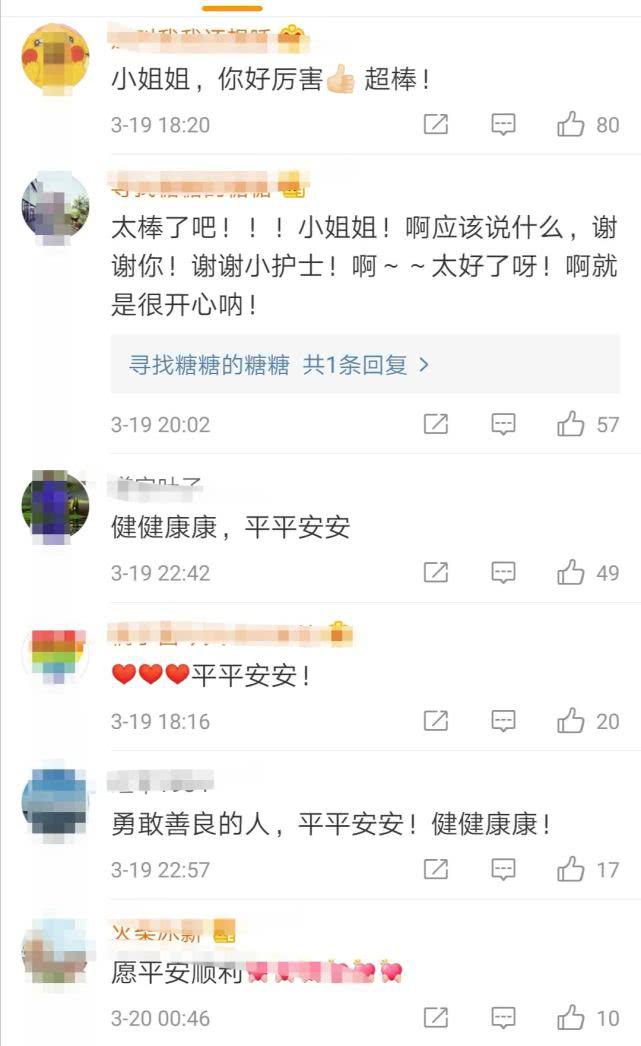 小姐姐，你好厉害👍🏻 超棒！
3-19 18:20
80
太棒了吧！！！小姐姐！啊应该说什么，谢
谢你！谢谢小护士！啊～～太好了呀！啊就
是很开心呐！
寻找糖糖的糖糖 共1条回复 >
3-19 20:02
57
健健康康，平平安安
3-19 22:42
49
❤❤❤平平安安！
3-19 18:16
20
勇敢善良的人，平平安安！健健康康！
3-19 22:57
17
愿平安顺利💘💘💘💘💘💘
3-20 00:46
10